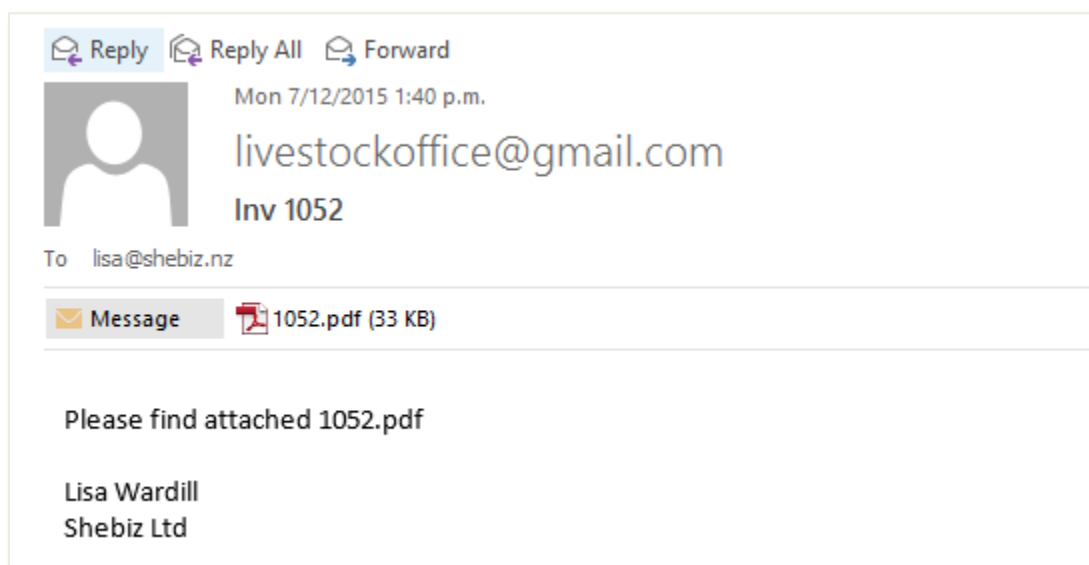 Reply Reply All Forward
Mon 7/12/2015 1:40 p.m.
livestockoffice@gmail.com
Inv 1052
To lisa@shebiz.nz
Message 1052.pdf (33 KB)
Please find attached 1052.pdf
Lisa Wardill
Shebiz Ltd